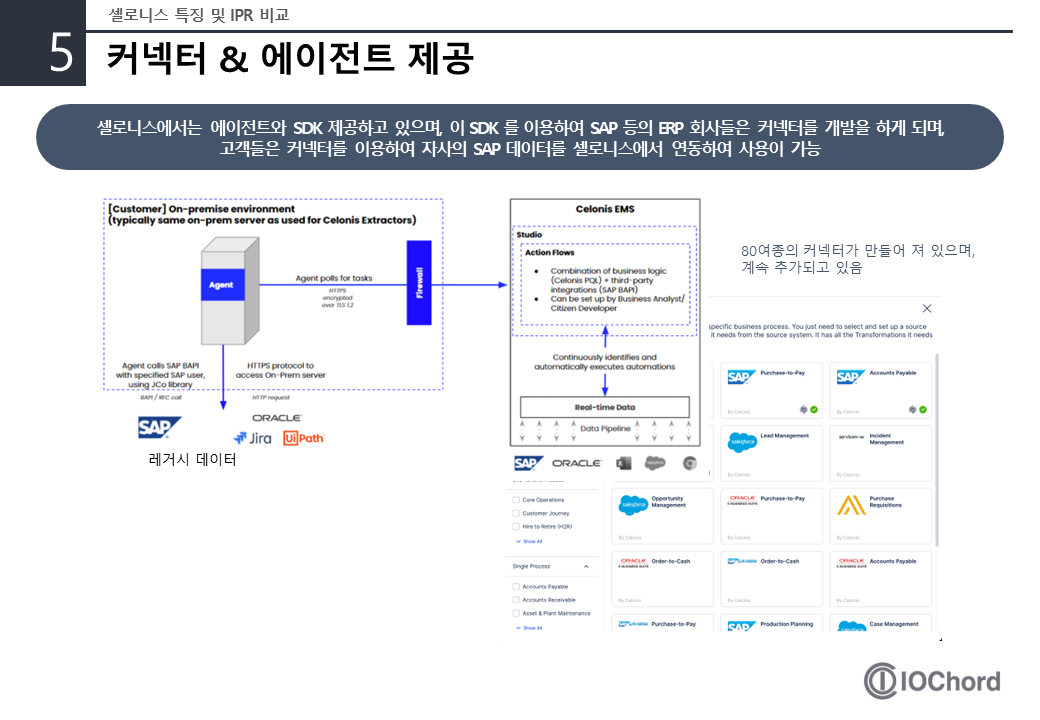 셀로니스 특징 및 IPR 비교
5
커넥터 & 에이전트 제공
셀로니스에서는 에이전트와 SDK 제공하고 있으며, 이 SDK 를 이용하여 SAP 등의 ERP 회사들은 커넥터를 개발을 하게 되며,
고객들은 커넥터를 이용하여 자사의 SAP 데이터를 셀로니스에서 연동하여 사용이 가능
[Customer] On-premise environment
(typically same on-prem server as used for Celonis Extractors)
Agent
Agent polls for tasks
HTTPS
encrypted
over TLS 1.2
Firewall
Agent calls SAP BAPI
with specified SAP user,
using JCo library
BAPI / RFC call
HTTPS protocol to
access On-Prem server
HTTP request
SAP
ORACLE
Jira
UiPath
레거시 데이터
Celonis EMS
Studio
Action Flows
• Combination of business logic
(Celonis PQL) + third-party
integrations (SAP BAPI)
• Can be set up by Business Analyst/
Citizen Developer
Continuously identifies and
automatically executes automations
Real-time Data
Data Pipeline
SAP
ORACLE
salesforce
80여종의 커넥터가 만들어 져 있으며,
계속 추가되고 있음
specific business process. You just need to select and set up a source
it needs from the source system. It has all the Transformations it needs
SAP
Purchase-to-Pay
By Celonis
SAP
Accounts Payable
By Celonis
salesforce
Lead Management
By Celonis
servicenow
Incident
Management
By Celonis
Core Operations
Customer Journey
Hire to Retire (H2R)
Show All
Single Process
Accounts Payable
Accounts Receivable
Asset & Plant Maintenance
Show All
salesforce
Opportunity
Management
By Celonis
ORACLE
E-BUSINESS SUITE
Purchase-to-Pay
By Celonis
Purchase
Requisitions
By Celonis
ORACLE
E-BUSINESS SUITE
Order-to-Cash
By Celonis
SAP S/4HANA
Order-to-Cash
By Celonis
ORACLE
E-BUSINESS SUITE
Accounts Payable
By Celonis
SAP S/4HANA
Purchase-to-Pay
SAP
Production Planning
Case Management
IOChord